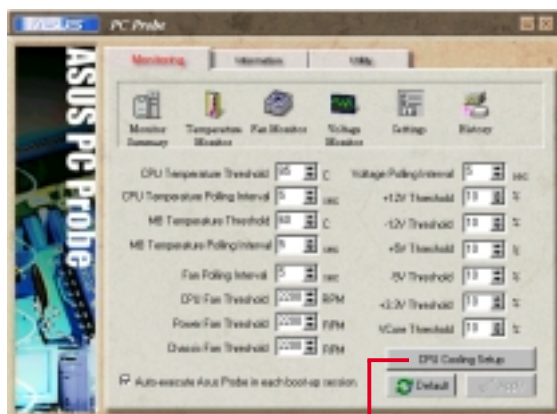 ASUS PC Probe
ASUS PC Probe
Monitoring Information Utility
Monitor Summary
Temperature Monitor
Fan Monitor
Voltage Monitor
Settings
History
CPU Temperature Threshold C
CPU Temperature Polling Interval 5 sec
MB Temperature Threshold 60 C
MB Temperature Polling Interval sec
Fan Polling Interval 5 sec
CPU Fan Threshold 2200 RPM
Power Fan Threshold 2200 RPM
Chassis Fan Threshold 2200 RPM
Voltage Polling Interval 5 sec
+12V Threshold 10 %
-12V Threshold 10 %
+5V Threshold 10 %
-5V Threshold 10 %
+3.3V Threshold 10 %
VCore Threshold 10 %
CPU Cooling Setup
Auto-execute Asus Probe in each boot-up session.
Default Apply